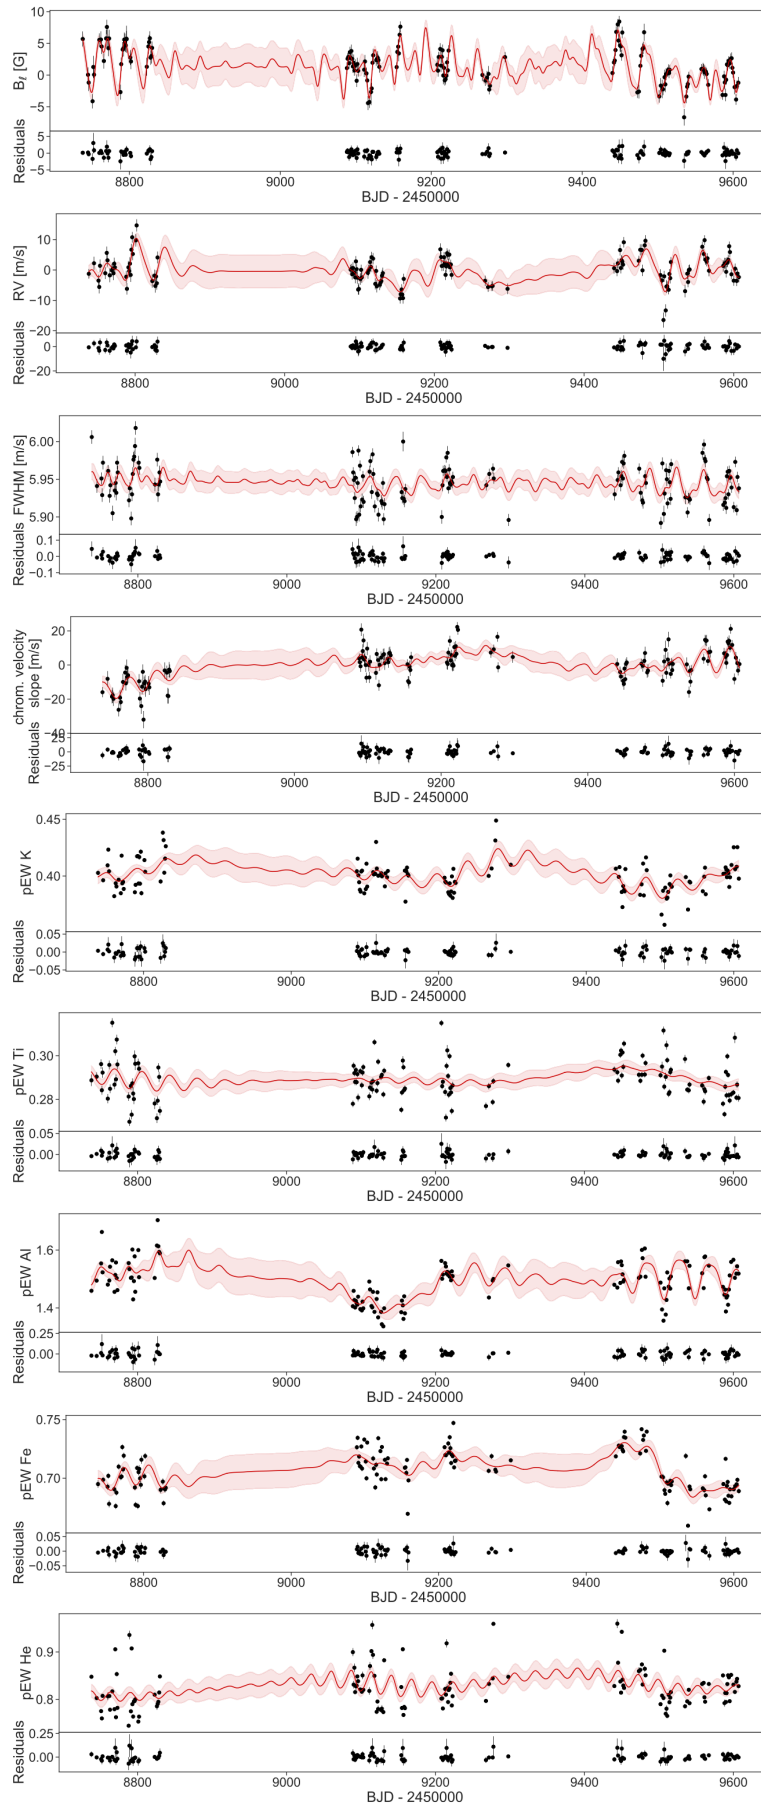 10
5
0
−5
Bℓ [G]
5
0
−5
Residuals
8800 9000 9200 9400 9600
BJD - 2450000
10
0
−10
−20
RV [m/s]
0
−20
Residuals
8800 9000 9200 9400 9600
BJD - 2450000
6.00
5.95
5.90
FWHM [m/s]
0.1
0.0
−0.1
Residuals
8800 9000 9200 9400 9600
BJD - 2450000
20
0
−20
−40
chrom. velocity
slope [m/s]
25
0
−25
Residuals
8800 9000 9200 9400 9600
BJD - 2450000
0.45
0.40
pEW K
0.05
0.00
−0.05
Residuals
8800 9000 9200 9400 9600
BJD - 2450000
0.30
0.28
pEW Ti
0.05
0.00
Residuals
8800 9000 9200 9400 9600
BJD - 2450000
1.6
1.4
pEW Al
0.25
0.00
Residuals
8800 9000 9200 9400 9600
BJD - 2450000
0.75
0.70
pEW Fe
0.05
0.00
−0.05
Residuals
8800 9000 9200 9400 9600
BJD - 2450000
0.9
0.8
pEW He
0.25
0.00
Residuals
8800 9000 9200 9400 9600
BJD - 2450000